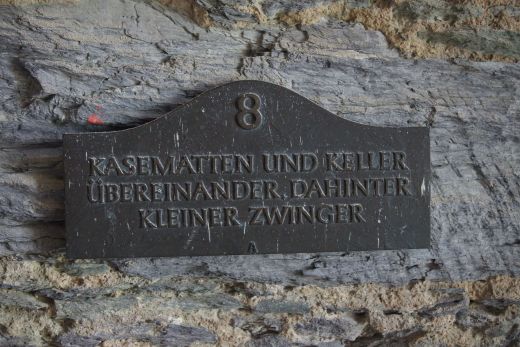 8
KASEMATTEN UND KELLER
ÜBEREINANDER, DAHINTER
KLEINER ZWINGER
A